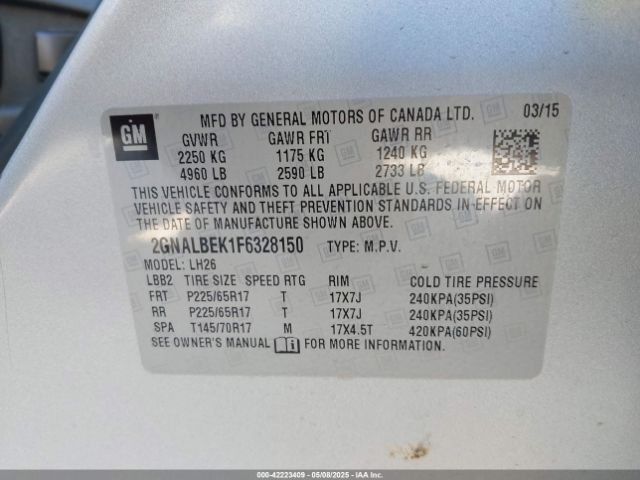 GM
MFD BY GENERAL MOTORS OF CANADA LTD. 03/15
GVWR GAWR FRT GAWR RR
2250 KG 1175 KG 1240 KG
4960 LB 2590 LB 2733 LB
THIS VEHICLE CONFORMS TO ALL APPLICABLE U.S. FEDERAL MOTOR
VEHICLE SAFETY AND THEFT PREVENTION STANDARDS IN EFFECT ON
THE DATE OF MANUFACTURE SHOWN ABOVE.
2GNALBEK1F6328150 TYPE: M.P.V.
MODEL: LH26
LBB2 TIRE SIZE SPEED RTG RIM COLD TIRE PRESSURE
FRT P225/65R17 T 17X7J 240KPA(35PSI)
RR P225/65R17 T 17X7J 240KPA(35PSI)
SPA T145/70R17 M 17X4.5T 420KPA(60PSI)
SEE OWNER'S MANUAL FOR MORE INFORMATION.
000-42223409 - 05/08/2025 - IAAI.COM